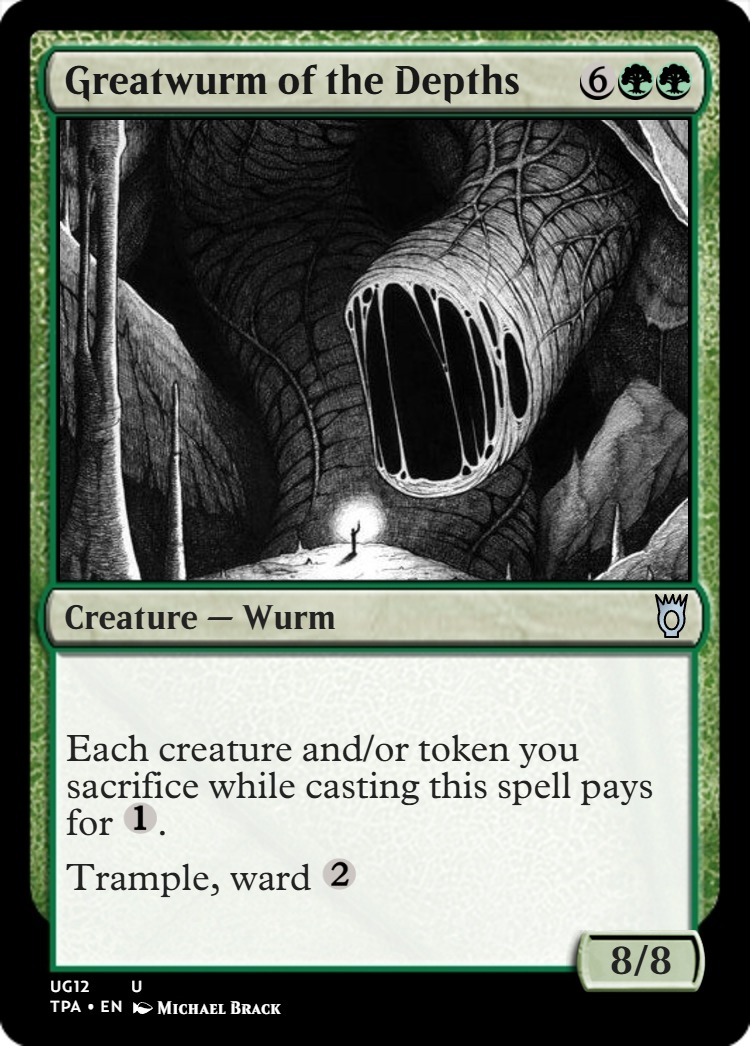 Greatwurm of the Depths 6
Creature — Wurm
Each creature and/or token you
sacrifice while casting this spell pays
for 1.
Trample, ward 2
8/8
UG12 U
TPA • EN Michael Brack